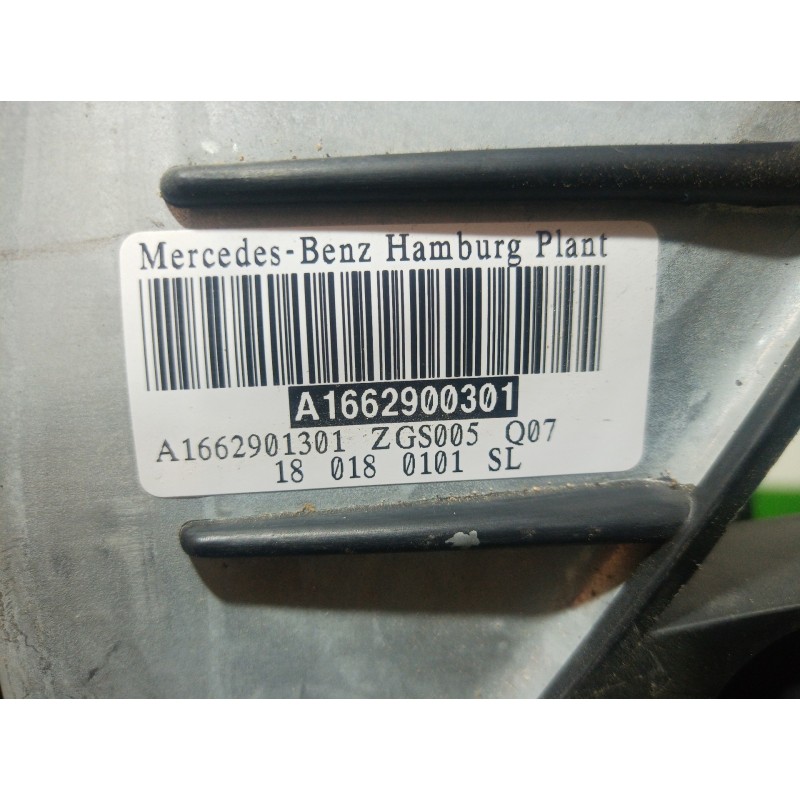 Mercedes-Benz Hamburg Plant
A1662900301
A1662901301 ZGS005 Q07
18 018 0101 SL